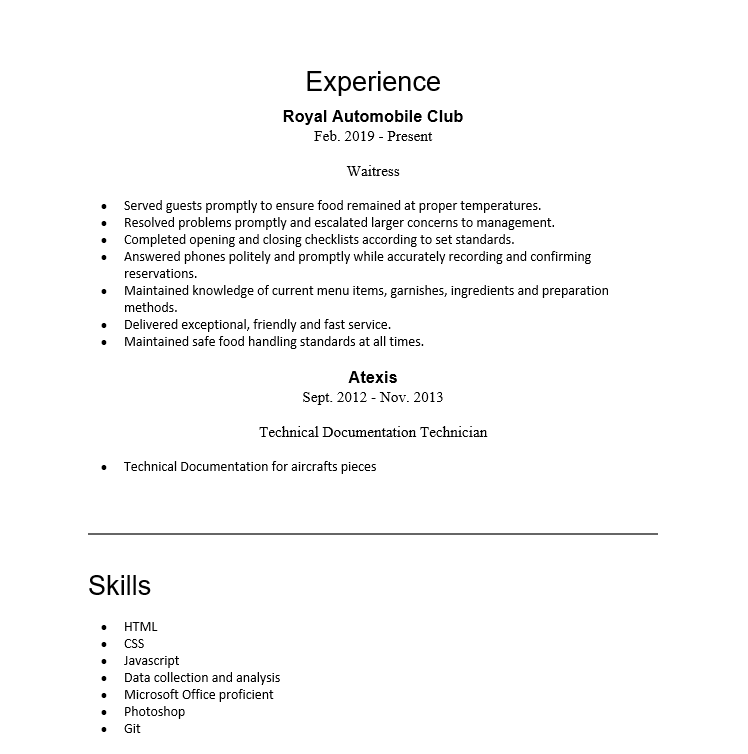 Experience
Royal Automobile Club
Feb. 2019 - Present
Waitress
• Served guests promptly to ensure food remained at proper temperatures.
• Resolved problems promptly and escalated larger concerns to management.
• Completed opening and closing checklists according to set standards.
• Answered phones politely and promptly while accurately recording and confirming
reservations.
• Maintained knowledge of current menu items, garnishes, ingredients and preparation
methods.
• Delivered exceptional, friendly and fast service.
• Maintained safe food handling standards at all times.
Atexis
Sept. 2012 - Nov. 2013
Technical Documentation Technician
• Technical Documentation for aircrafts pieces
Skills
• HTML
• CSS
• Javascript
• Data collection and analysis
• Microsoft Office proficient
• Photoshop
• Git